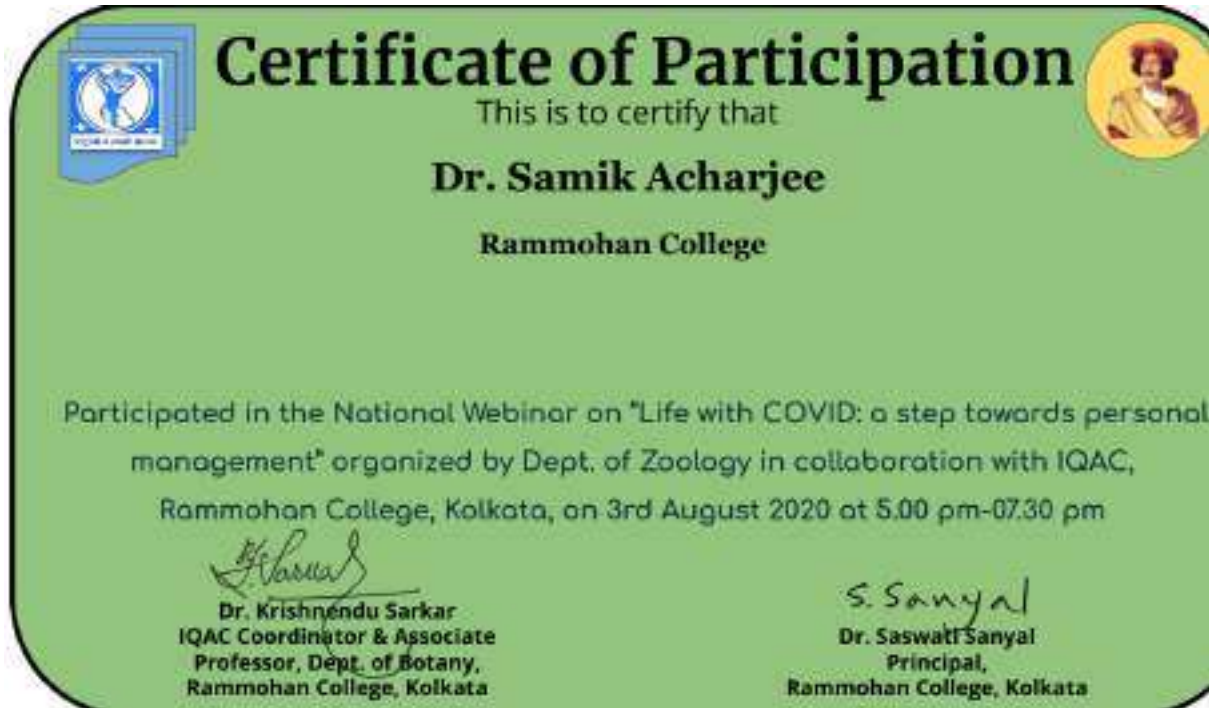 Certificate of Participation
This is to certify that
Dr. Samik Acharjee
Rammohan College
Participated in the National Webinar on "Life with COVID: a step towards personal
management" organized by Dept. of Zoology in collaboration with IQAC,
Rammohan College, Kolkata, on 3rd August 2020 at 5.00 pm-07.30 pm
Dr. Krishnendu Sarkar
IQAC Coordinator & Associate
Professor, Dept. of Botany,
Rammohan College, Kolkata
S. Sanyal
Dr. Saswati Sanyal
Principal,
Rammohan College, Kolkata